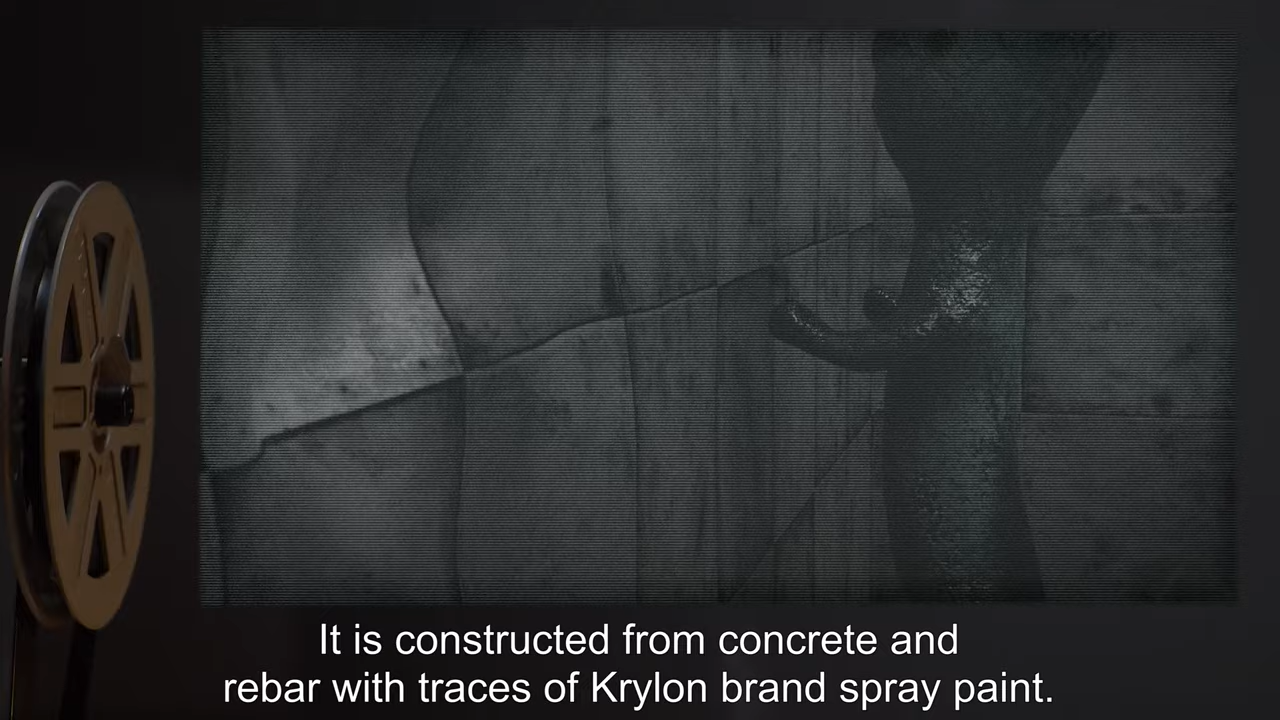 It is constructed from concrete and
rebar with traces of Krylon brand spray paint.